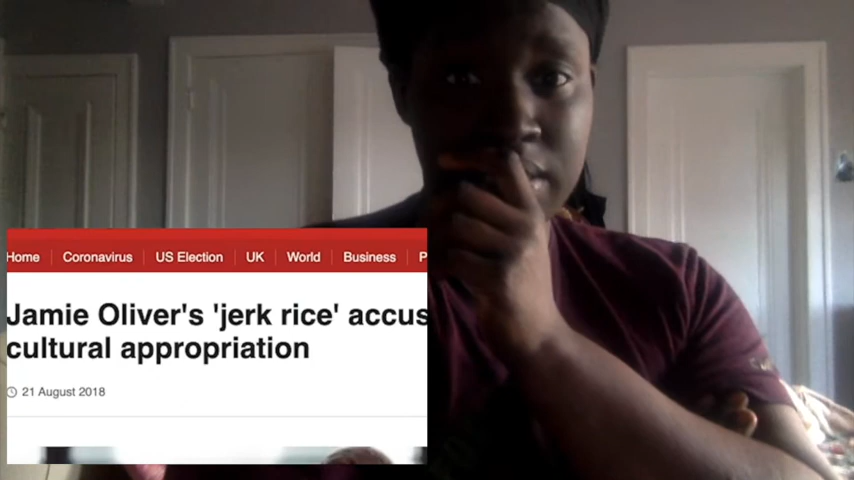 Home Coronavirus US Election UK World Business P
Jamie Oliver's 'jerk rice' accus
cultural appropriation
21 August 2018